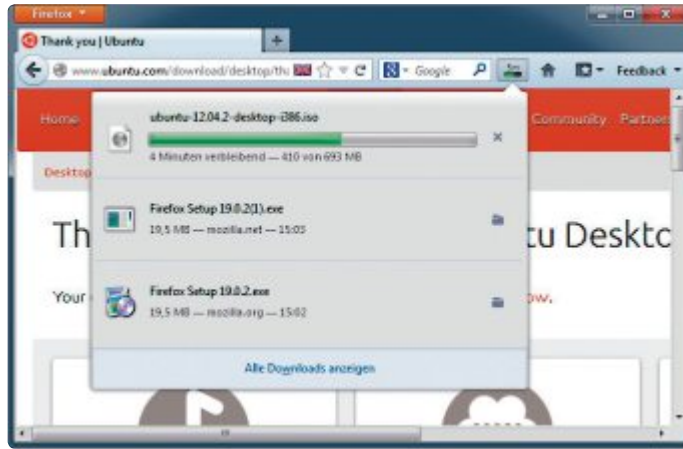 Firefox
Thank you | Ubuntu
www.ubuntu.com/download/desktop/thi
Google
Feedback
Home
Community Partners
Desktop
ubuntu-12.04.2-desktop-i386.iso
4 Minuten verbleibend — 410 von 693 MB
Firefox Setup 19.0.2(1).exe
19,5 MB — mozilla.net — 15:03
Th
tu Deskto
Firefox Setup 19.0.2.exe
19,5 MB — mozilla.org — 15:02
Your
ow.
Alle Downloads anzeigen